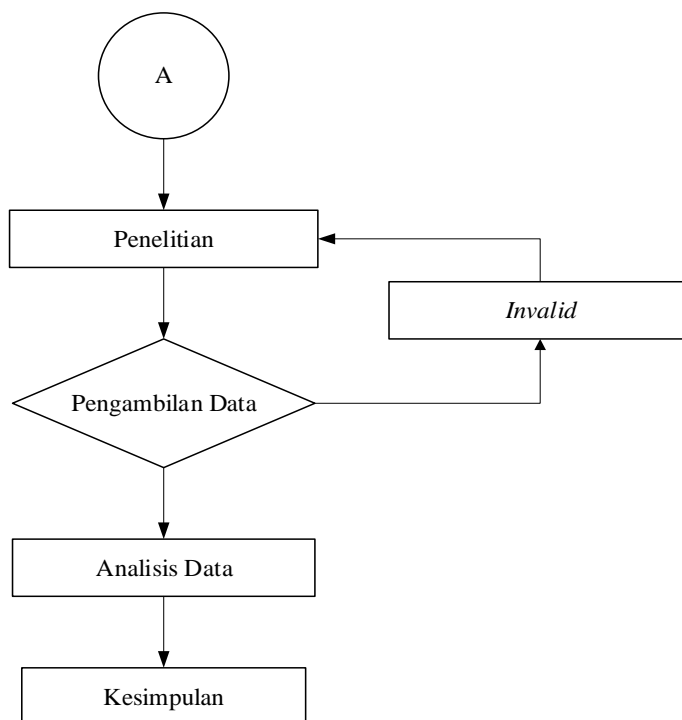 A
Penelitian
Invalid
Pengambilan Data
Analisis Data
Kesimpulan